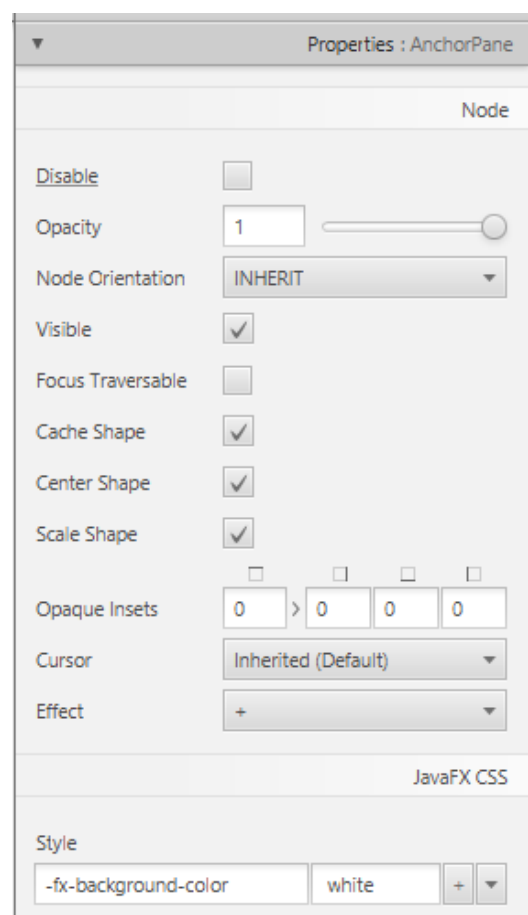 Properties : AnchorPane
Node
Disable
Opacity 1
Node Orientation INHERIT
Visible
Focus Traversable
Cache Shape
Center Shape
Scale Shape
Opaque Insets 0 > 0 0 0
Cursor Inherited (Default)
Effect +
JavaFX CSS
Style
-fx-background-color white +